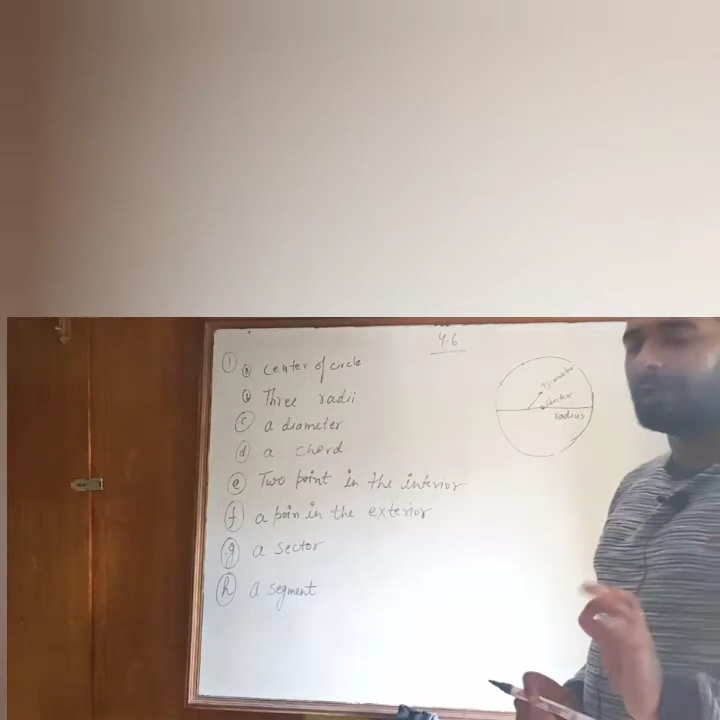 4.6
① ⓐ center of circle
ⓑ Three radii
ⓒ a diameter
ⓓ a chord
ⓔ Two point in the interior
ⓕ a poin in the exterior
ⓖ a sector
ⓗ a segment
Diameter
center
radius